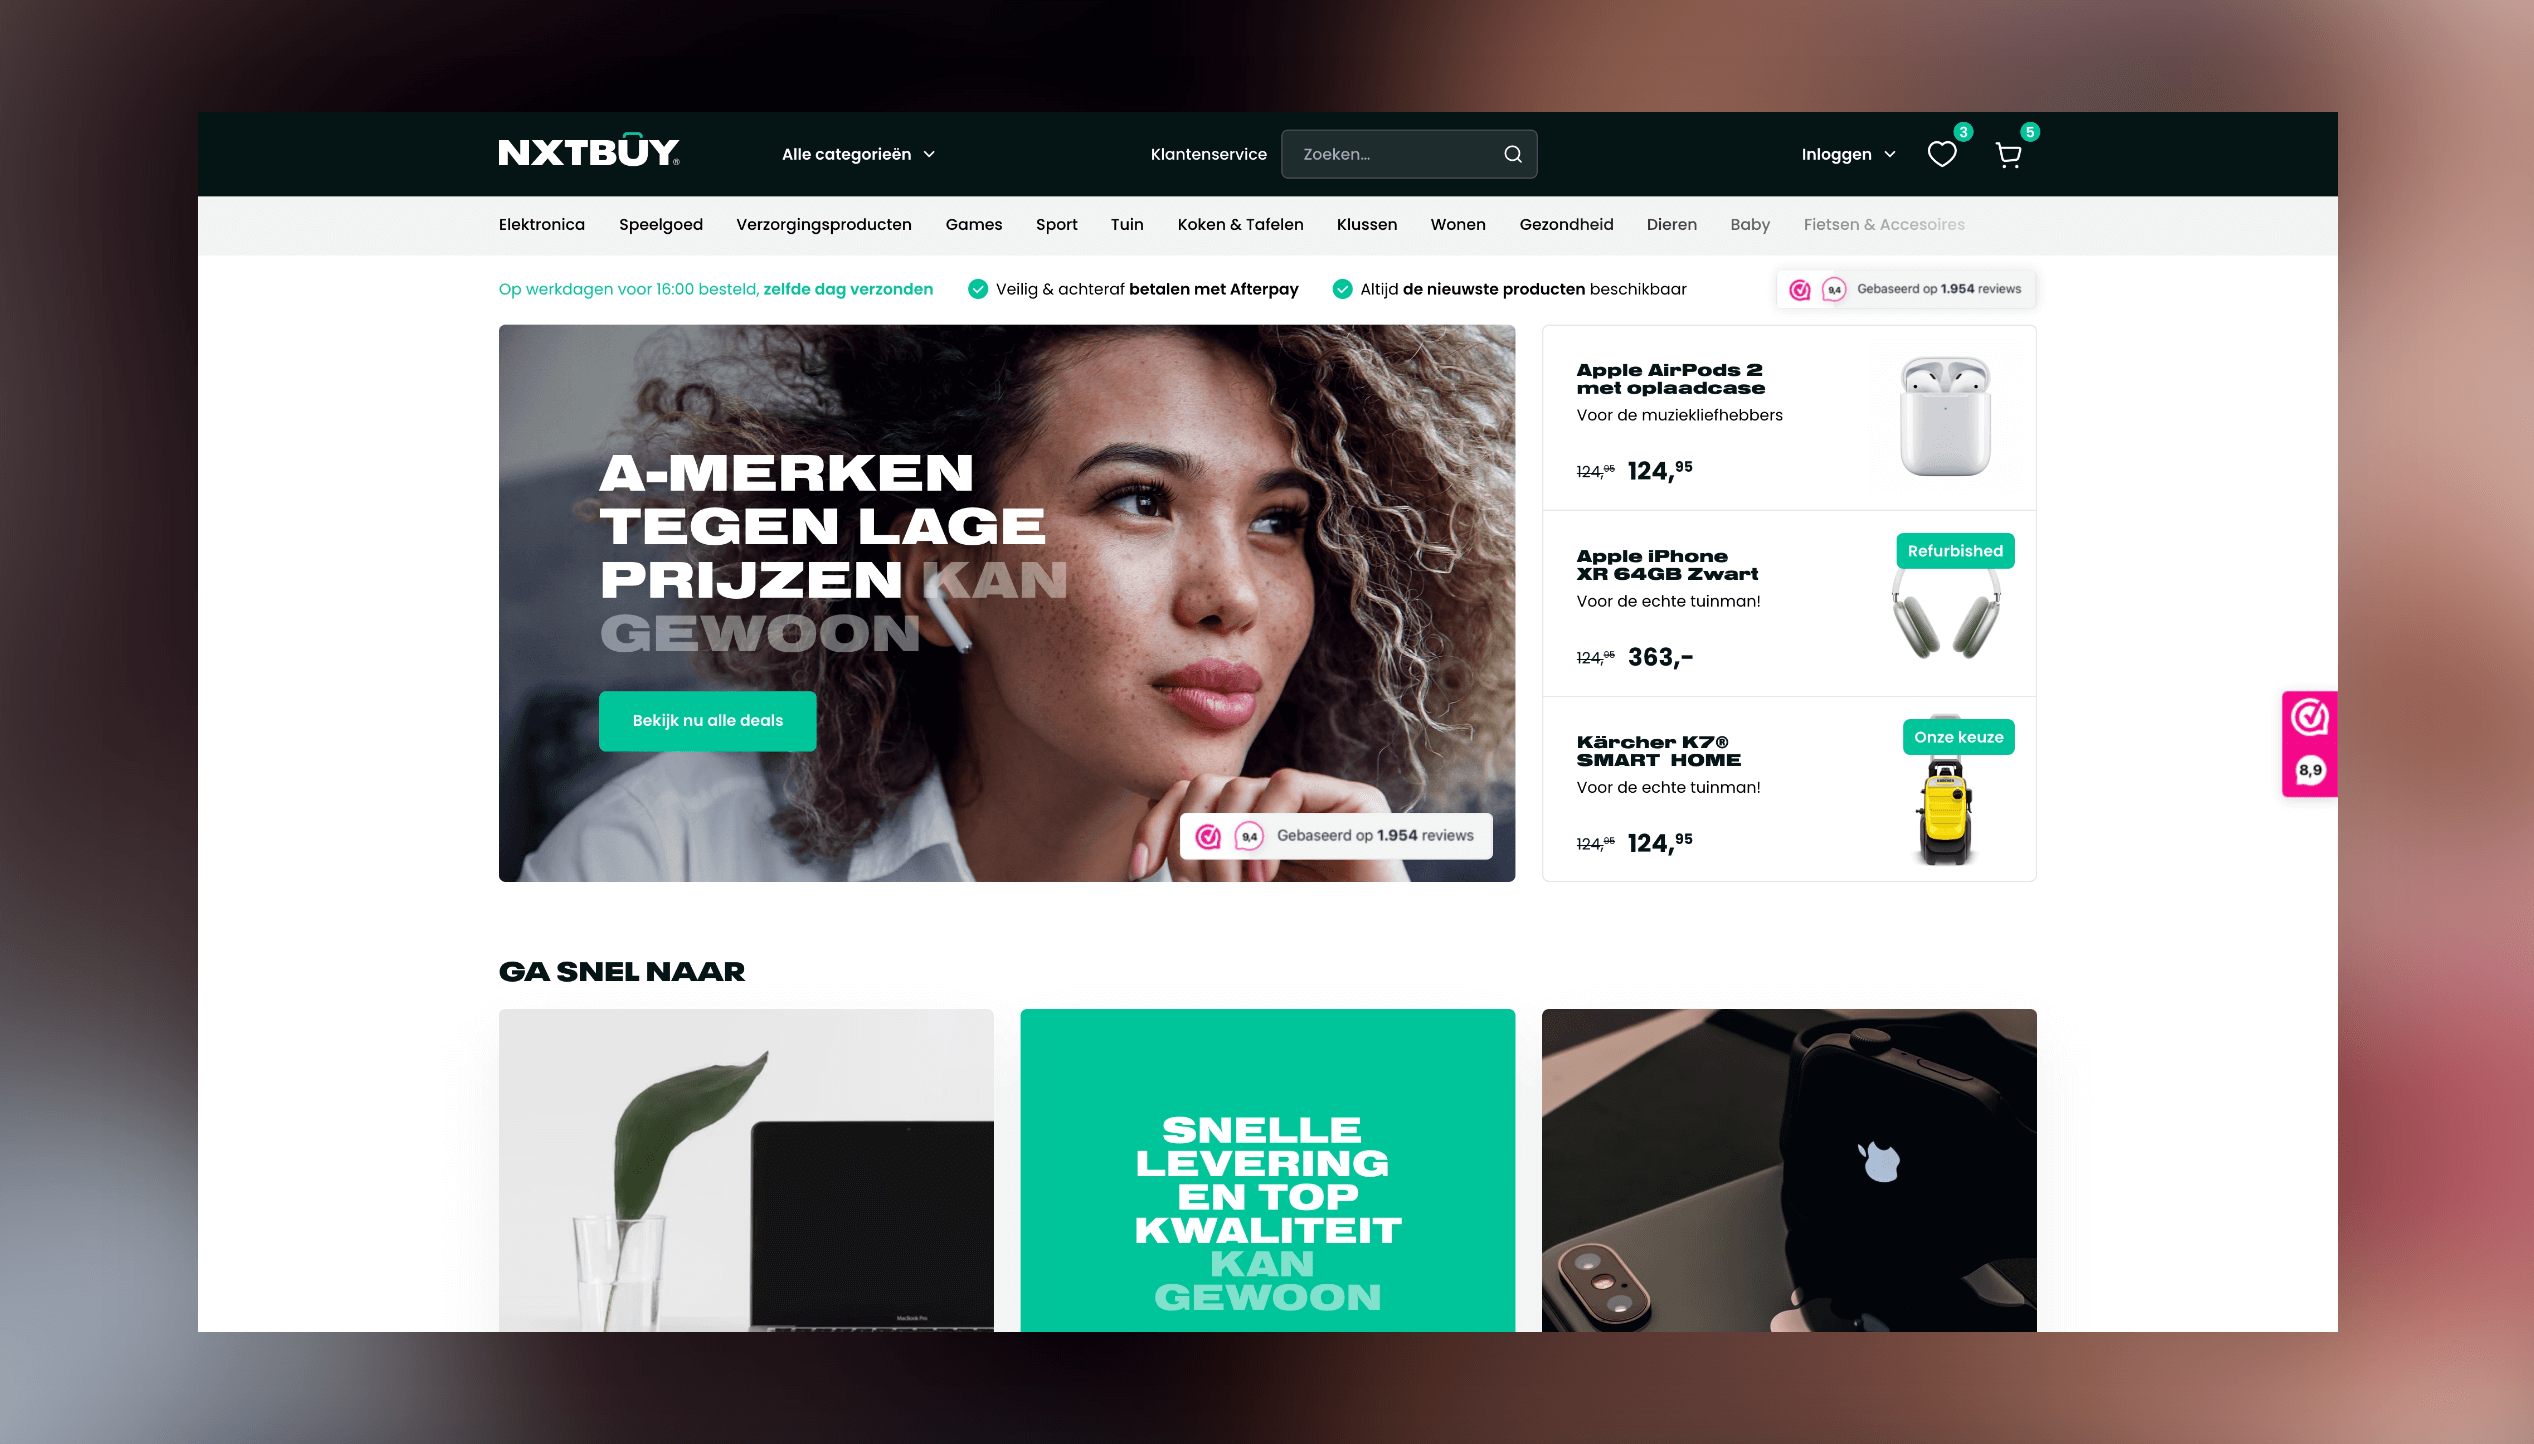 NXTBUY®
Alle categorieën
Klantenservice
Zoeken...
Inloggen
3
5
Elektronica Speelgoed Verzorgingsproducten Games Sport Tuin Koken & Tafelen Klussen Wonen Gezondheid Dieren Baby Fietsen & Accesoires
Op werkdagen voor 16:00 besteld, zelfde dag verzonden
Veilig & achteraf betalen met Afterpay
Altijd de nieuwste producten beschikbaar
9,4 Gebaseerd op 1.954 reviews
A-MERKEN
TEGEN LAGE
PRIJZEN KAN
GEWOON
Bekijk nu alle deals
9,4 Gebaseerd op 1.954 reviews
Apple AirPods 2
met oplaadcase
Voor de muziekliefhebbers
124,95 124,95
Refurbished
Apple iPhone
XR 64GB Zwart
Voor de echte tuinman!
124,95 363,-
Onze keuze
Kärcher K7®
SMART HOME
Voor de echte tuinman!
124,95 124,95
KÄRCHER
8,9
GA SNEL NAAR
MacBook Pro
SNELLE
LEVERING
EN TOP
KWALITEIT
KAN
GEWOON